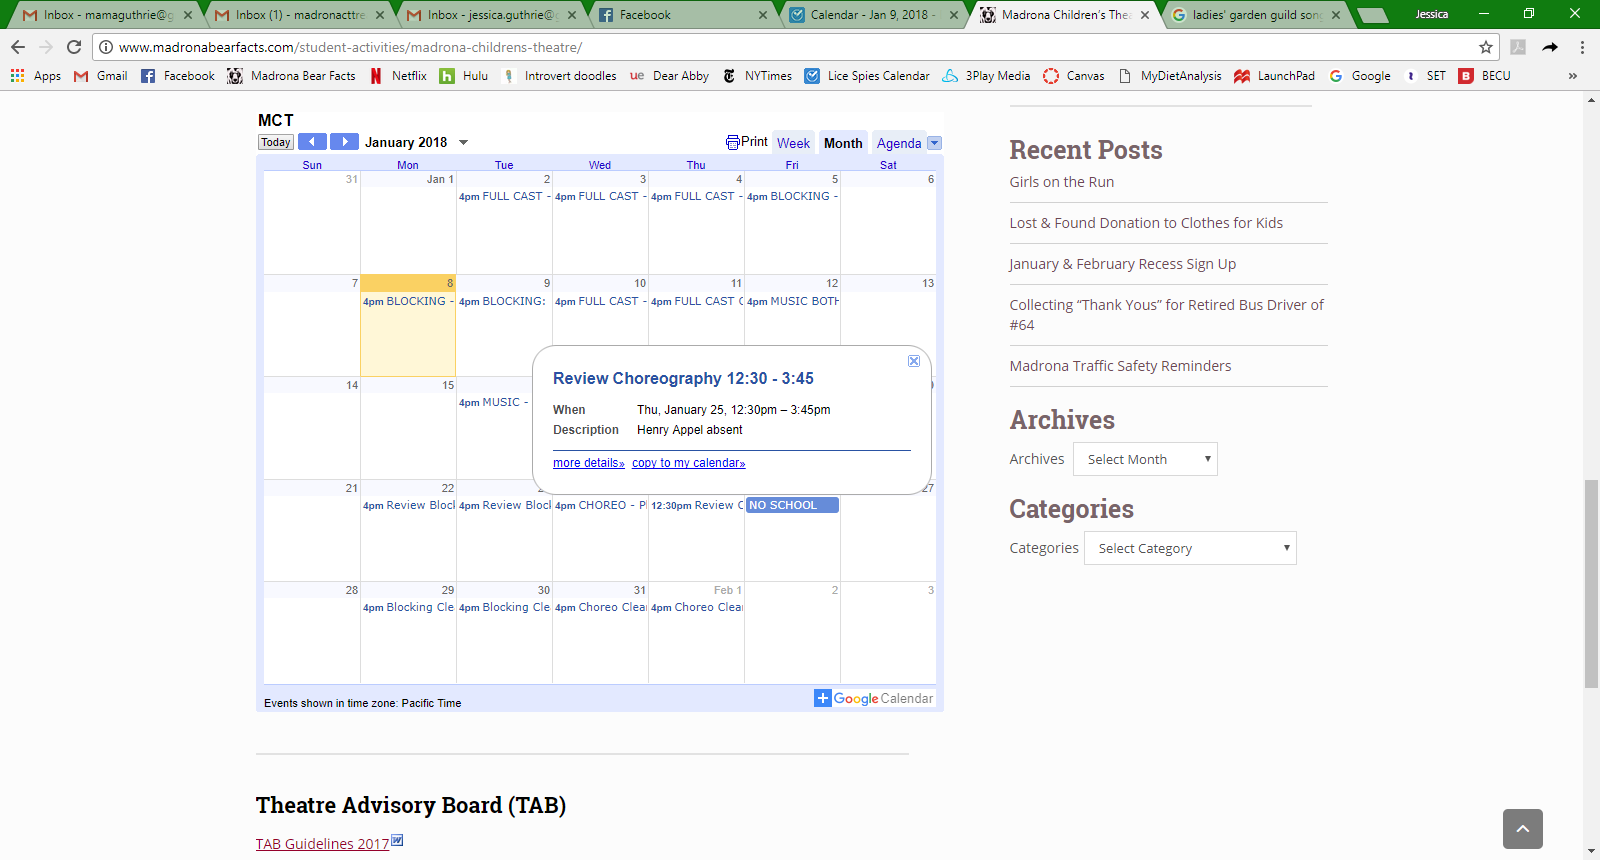 Inbox - mamaguthrie@g
Inbox (1) - madronacttre
Inbox - jessica.guthrie@g
Facebook
Calendar - Jan 9, 2018 -
Madrona Children's Thea
ladies' garden guild song
Jessica
www.madronabearfacts.com/student-activities/madrona-childrens-theatre/
Apps Gmail Facebook Madrona Bear Facts Netflix Hulu Introvert doodles Dear Abby NYTimes Lice Spies Calendar 3Play Media Canvas MyDietAnalysis LaunchPad Google SET BECU »
MCT
Today January 2018 Print Week Month Agenda
Sun Mon Tue Wed Thu Fri Sat
31 Jan 1 2 3 4 5 6
4pm FULL CAST - 4pm FULL CAST - 4pm FULL CAST - 4pm BLOCKING -
7 8 9 10 11 12 13
4pm BLOCKING - 4pm BLOCKING: 4pm FULL CAST - 4pm FULL CAST 4pm MUSIC BOTH
14 15
4pm MUSIC -
Review Choreography 12:30 - 3:45
When Thu, January 25, 12:30pm – 3:45pm
Description Henry Appel absent
more details» copy to my calendar»
21 22 27
4pm Review Block 4pm Review Block 4pm CHOREO - 12:30pm Review NO SCHOOL
28 29 30 31 Feb 1 2 3
4pm Blocking Cle 4pm Blocking Cle 4pm Choreo Clea 4pm Choreo Clea
Events shown in time zone: Pacific Time
Google Calendar
Theatre Advisory Board (TAB)
TAB Guidelines 2017
Recent Posts
Girls on the Run
Lost & Found Donation to Clothes for Kids
January & February Recess Sign Up
Collecting “Thank Yous” for Retired Bus Driver of
#64
Madrona Traffic Safety Reminders
Archives
Archives Select Month
Categories
Categories Select Category